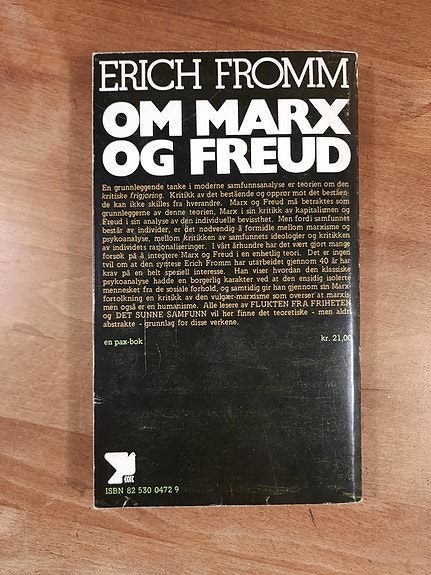 ERICH FROMM
OM MARX
OG FREUD
En grunnleggende tanke i moderne samfunnsanalyse er teorien om den
kritiske frigjøring. Kritikk av det bestående og opprør mot det beståen-
de kan ikke skilles fra hverandre. Marx og Freud må betraktes som
grunnleggerne av denne teorien, Marx i sin kritikk av kapitalismen og
Freud i sin analyse av den individuelle bevissthet. Men fordi samfunnet
består av individer, er det nødvendig å formidle mellom marxisme og
psykoanalyse, mellom kritikken av samfunnets ideologier og kritikken
av individets rasjonaliseringer. I vårt århundre har det vært gjort mange
forsøk på å integrere Marx og Freud i en enhetlig teori. Det er ingen
tvil om at den syntese Erich Fromm har utarbeidet gjennom 40 år har
krav på en helt spesiell interesse. Han viser hvordan den klassiske
psykoanalyse hadde en borgerlig karakter ved at den ensidig isolerte
mennesket fra de sosiale forhold, og samtidig gir han gjennom sin Marx-
fortolkning en kritikk av den vulgær-marxisme som overser at marxis
men også er en humanisme. Alle lesere av FLUKTEN FRA FRIHETEN
og DET SUNNE SAMFUNN vil her finne det teoretiske - men aldri
abstrakte - grunnlag for disse verkene.
en pax-bok kr. 21,00
ISBN 82 530 0472 9